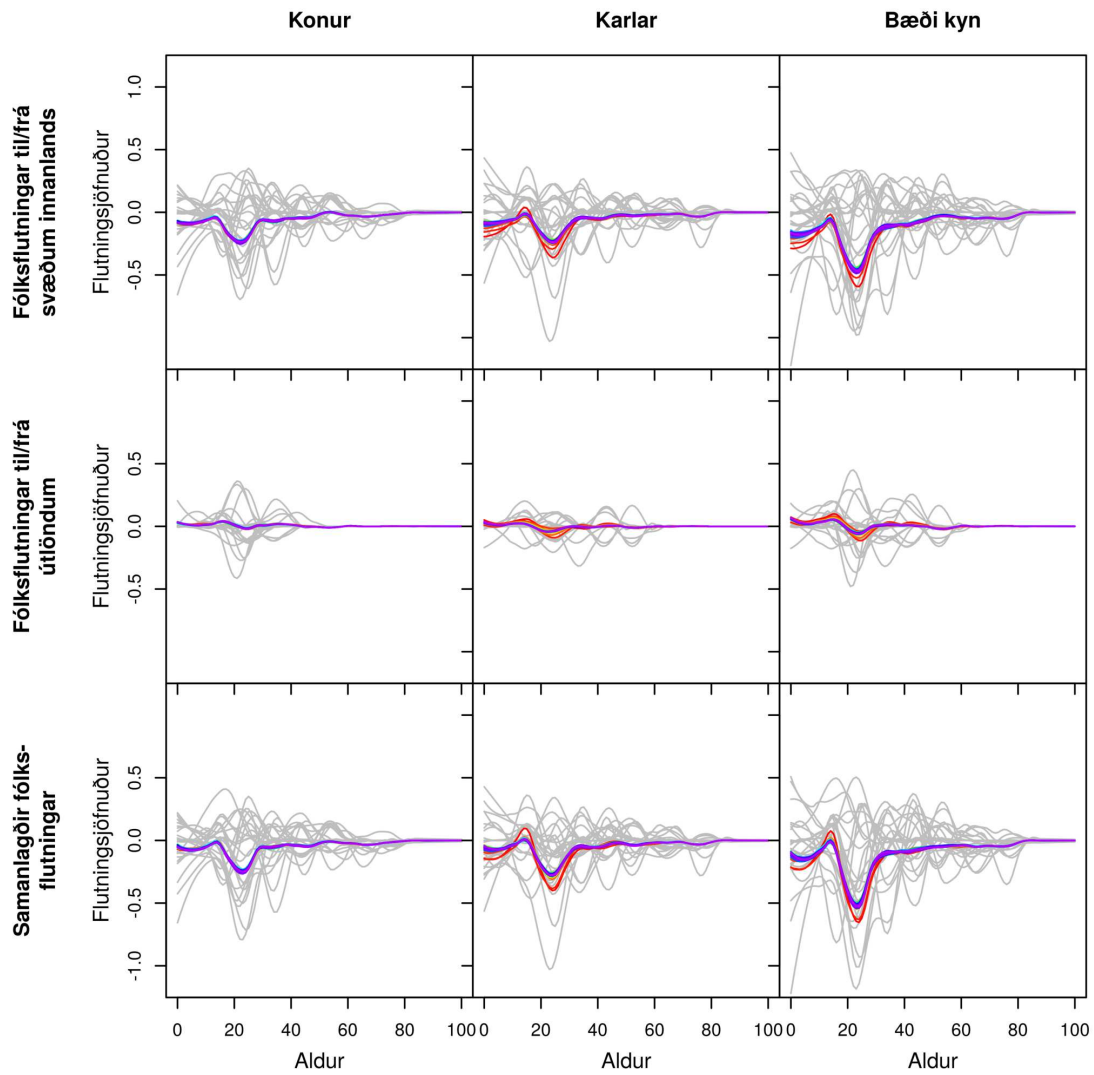 Konur
Karlar
Bæði kyn
Fólksflutningar til/frá
svæðum innanlands
Flutningsjöfnuður
1.0
0.5
0.0
-0.5
Fólksflutningar til/frá
útlöndum
Flutningsjöfnuður
0.5
0.0
-0.5
Samanlagðir fólks-
flutningar
Flutningsjöfnuður
0.5
0.0
-0.5
-1.0
0 20 40 60 80 100
0 20 40 60 80 100
0 20 40 60 80 100
Aldur
Aldur
Aldur